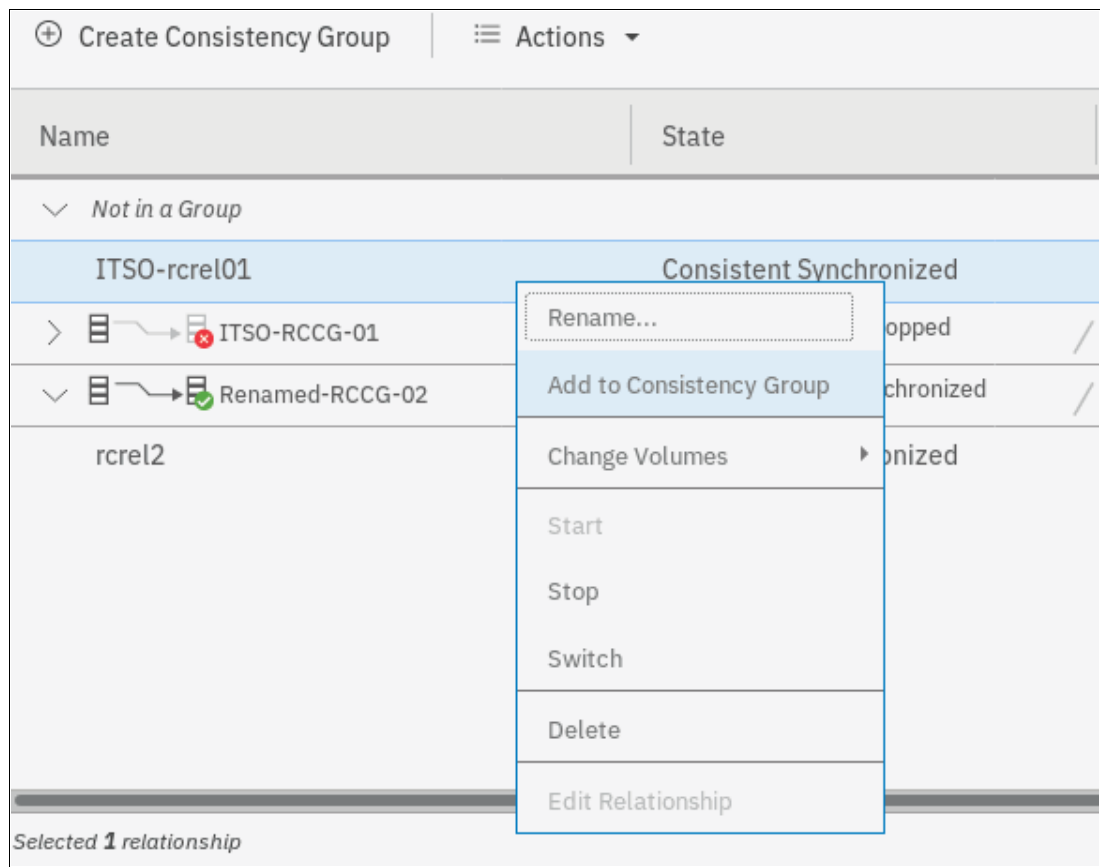 Create Consistency Group Actions
Name State
Not in a Group
ITSO-rcrel01 Consistent Synchronized
Rename...
ITSO-RCCG-01 opped
Add to Consistency Group
Renamed-RCCG-02 chronized
rcrel2 Change Volumes onized
Start
Stop
Switch
Delete
Edit Relationship
Selected 1 relationship